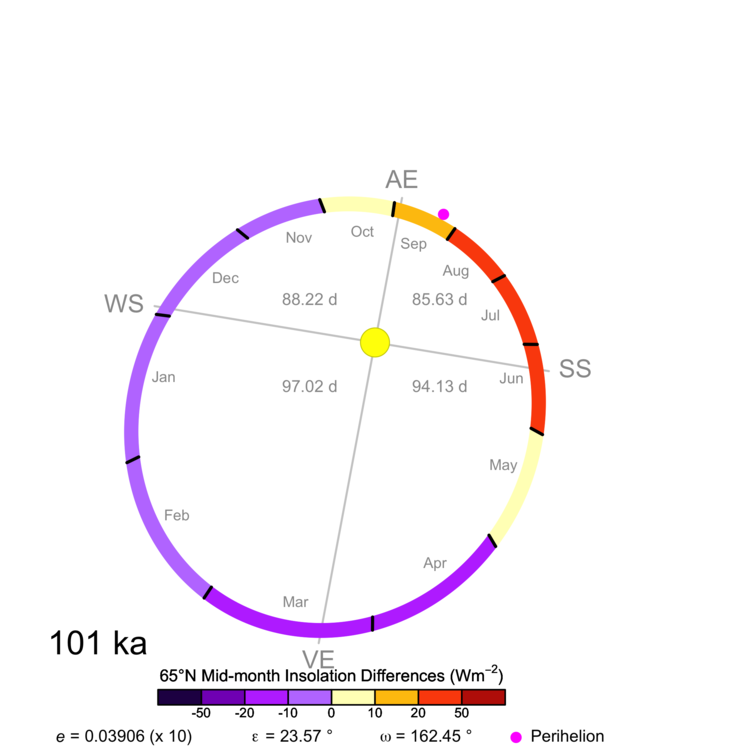 AE
Nov
Oct
Sep
Dec
Aug
WS
88.22 d
85.63 d
Jul
SS
Jan
97.02 d
94.13 d
Jun
May
Feb
Apr
Mar
101 ka
VE
65°N Mid-month Insolation Differences (Wm⁻²)
-50 -20 -10 0 10 20 50
e = 0.03906 (x 10) ε = 23.57 ° ω = 162.45 ° Perihelion